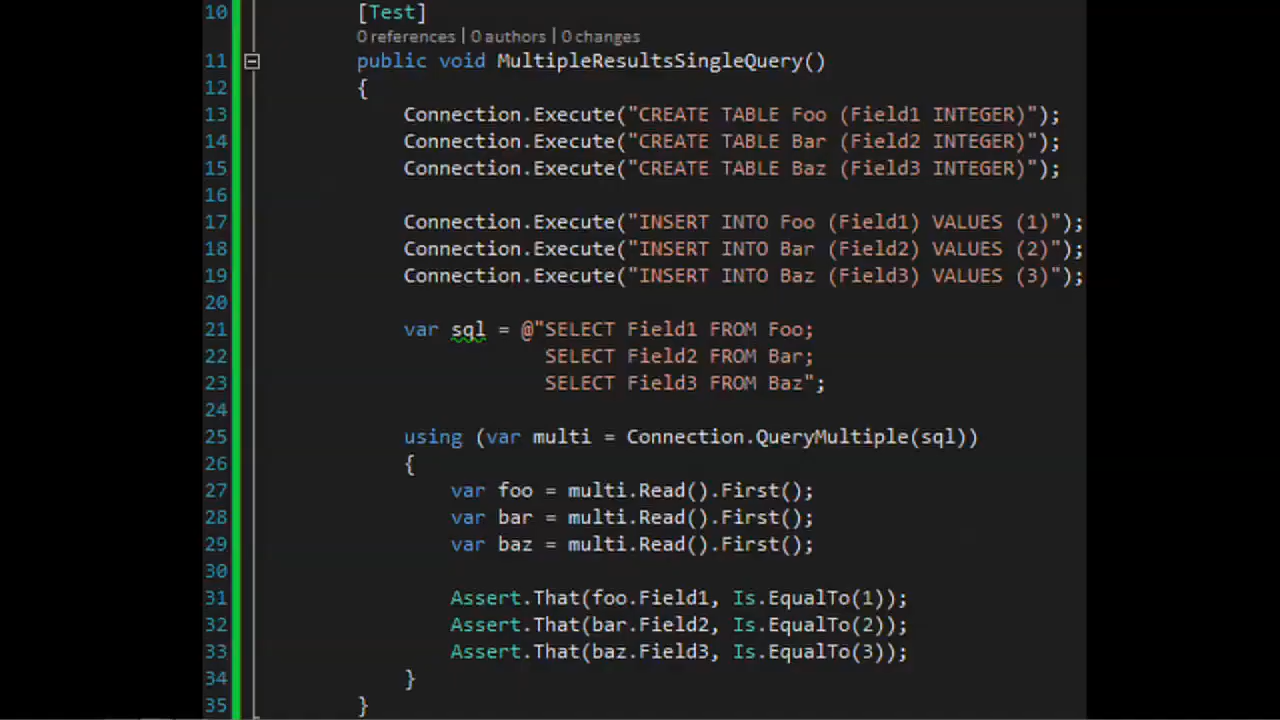 10 [Test]
0 references | 0 authors | 0 changes
11 public void MultipleResultsSingleQuery()
12 {
13 Connection.Execute("CREATE TABLE Foo (Field1 INTEGER)");
14 Connection.Execute("CREATE TABLE Bar (Field2 INTEGER)");
15 Connection.Execute("CREATE TABLE Baz (Field3 INTEGER)");
16
17 Connection.Execute("INSERT INTO Foo (Field1) VALUES (1)");
18 Connection.Execute("INSERT INTO Bar (Field2) VALUES (2)");
19 Connection.Execute("INSERT INTO Baz (Field3) VALUES (3)");
20
21 var sql = @"SELECT Field1 FROM Foo;
22 SELECT Field2 FROM Bar;
23 SELECT Field3 FROM Baz";
24
25 using (var multi = Connection.QueryMultiple(sql))
26 {
27 var foo = multi.Read().First();
28 var bar = multi.Read().First();
29 var baz = multi.Read().First();
30
31 Assert.That(foo.Field1, Is.EqualTo(1));
32 Assert.That(bar.Field2, Is.EqualTo(2));
33 Assert.That(baz.Field3, Is.EqualTo(3));
34 }
35 }